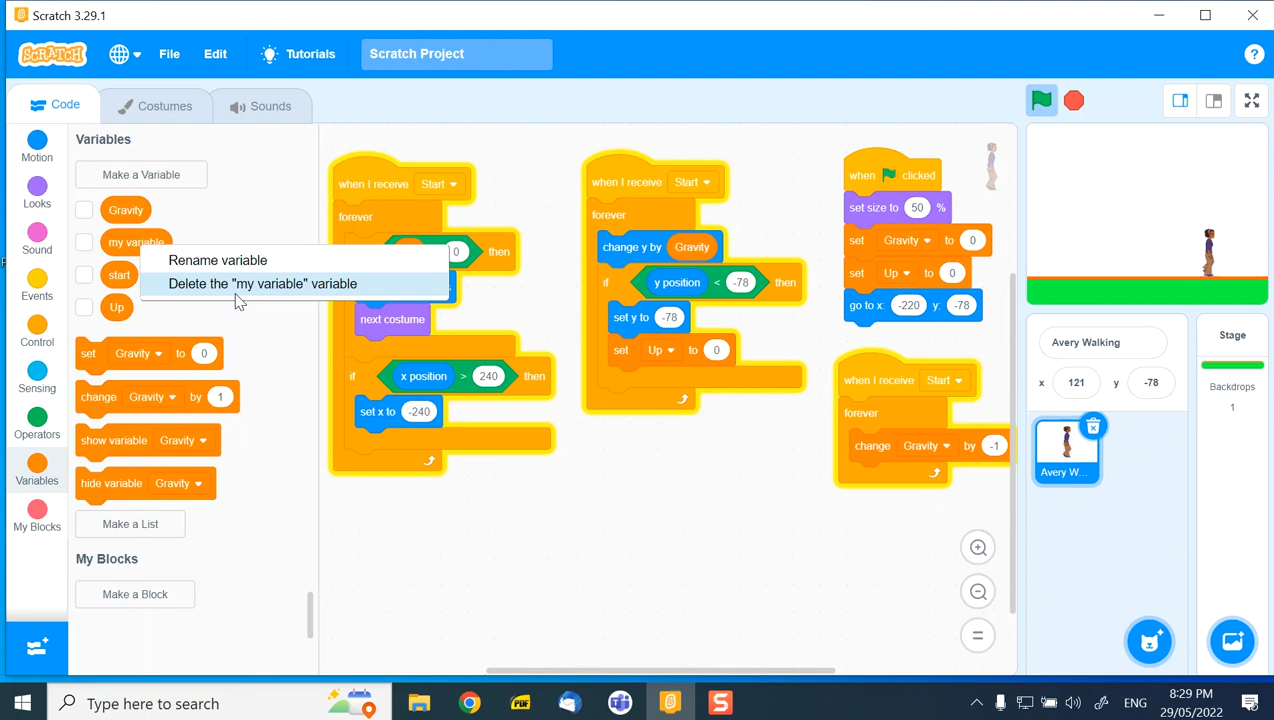 Scratch 3.29.1
SCRATCH
File
Edit
Tutorials
Scratch Project
?
Code
Costumes
Sounds
Motion
Looks
Sound
Events
Control
Sensing
Operators
Variables
My Blocks
Variables
Make a Variable
Gravity
my variable
start
Up
Rename variable
Delete the "my variable" variable
set Gravity to 0
change Gravity by 1
show variable Gravity
hide variable Gravity
Make a List
My Blocks
Make a Block
when I receive Start
forever
0 then
next costume
if x position > 240 then
set x to -240
when I receive Start
forever
change y by Gravity
if y position < -78 then
set y to -78
set Up to 0
when clicked
set size to 50 %
set Gravity to 0
set Up to 0
go to x: -220 y: -78
when I receive Start
forever
change Gravity by -1
Avery Walking
x 121 y -78
Avery W...
Stage
Backdrops
1
Type here to search
PDF
S
ENG
8:29 PM
29/05/2022